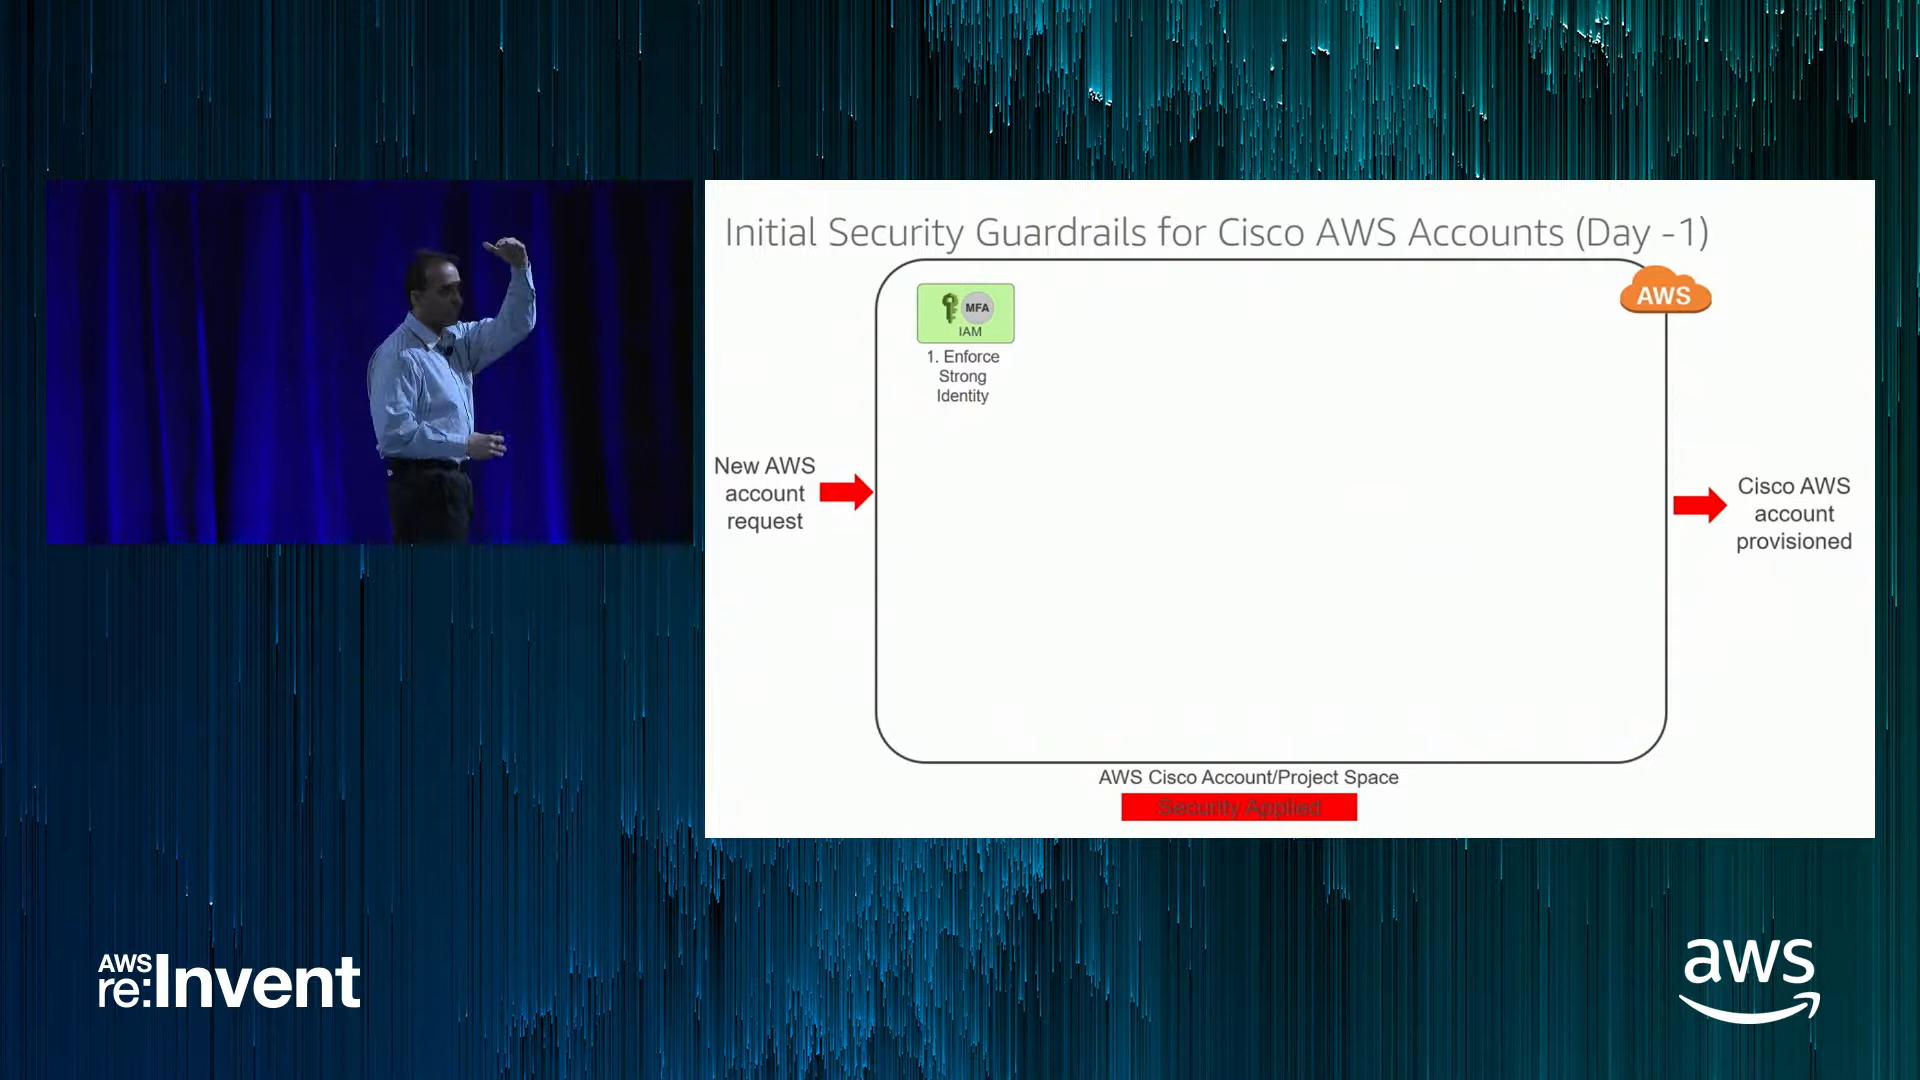 Initial Security Guardrails for Cisco AWS Accounts (Day -1)
AWS
MFA
IAM
1. Enforce
Strong
Identity
New AWS
account
request
Cisco AWS
account
provisioned
AWS Cisco Account/Project Space
Security Applied
AWS
re:Invent
aws